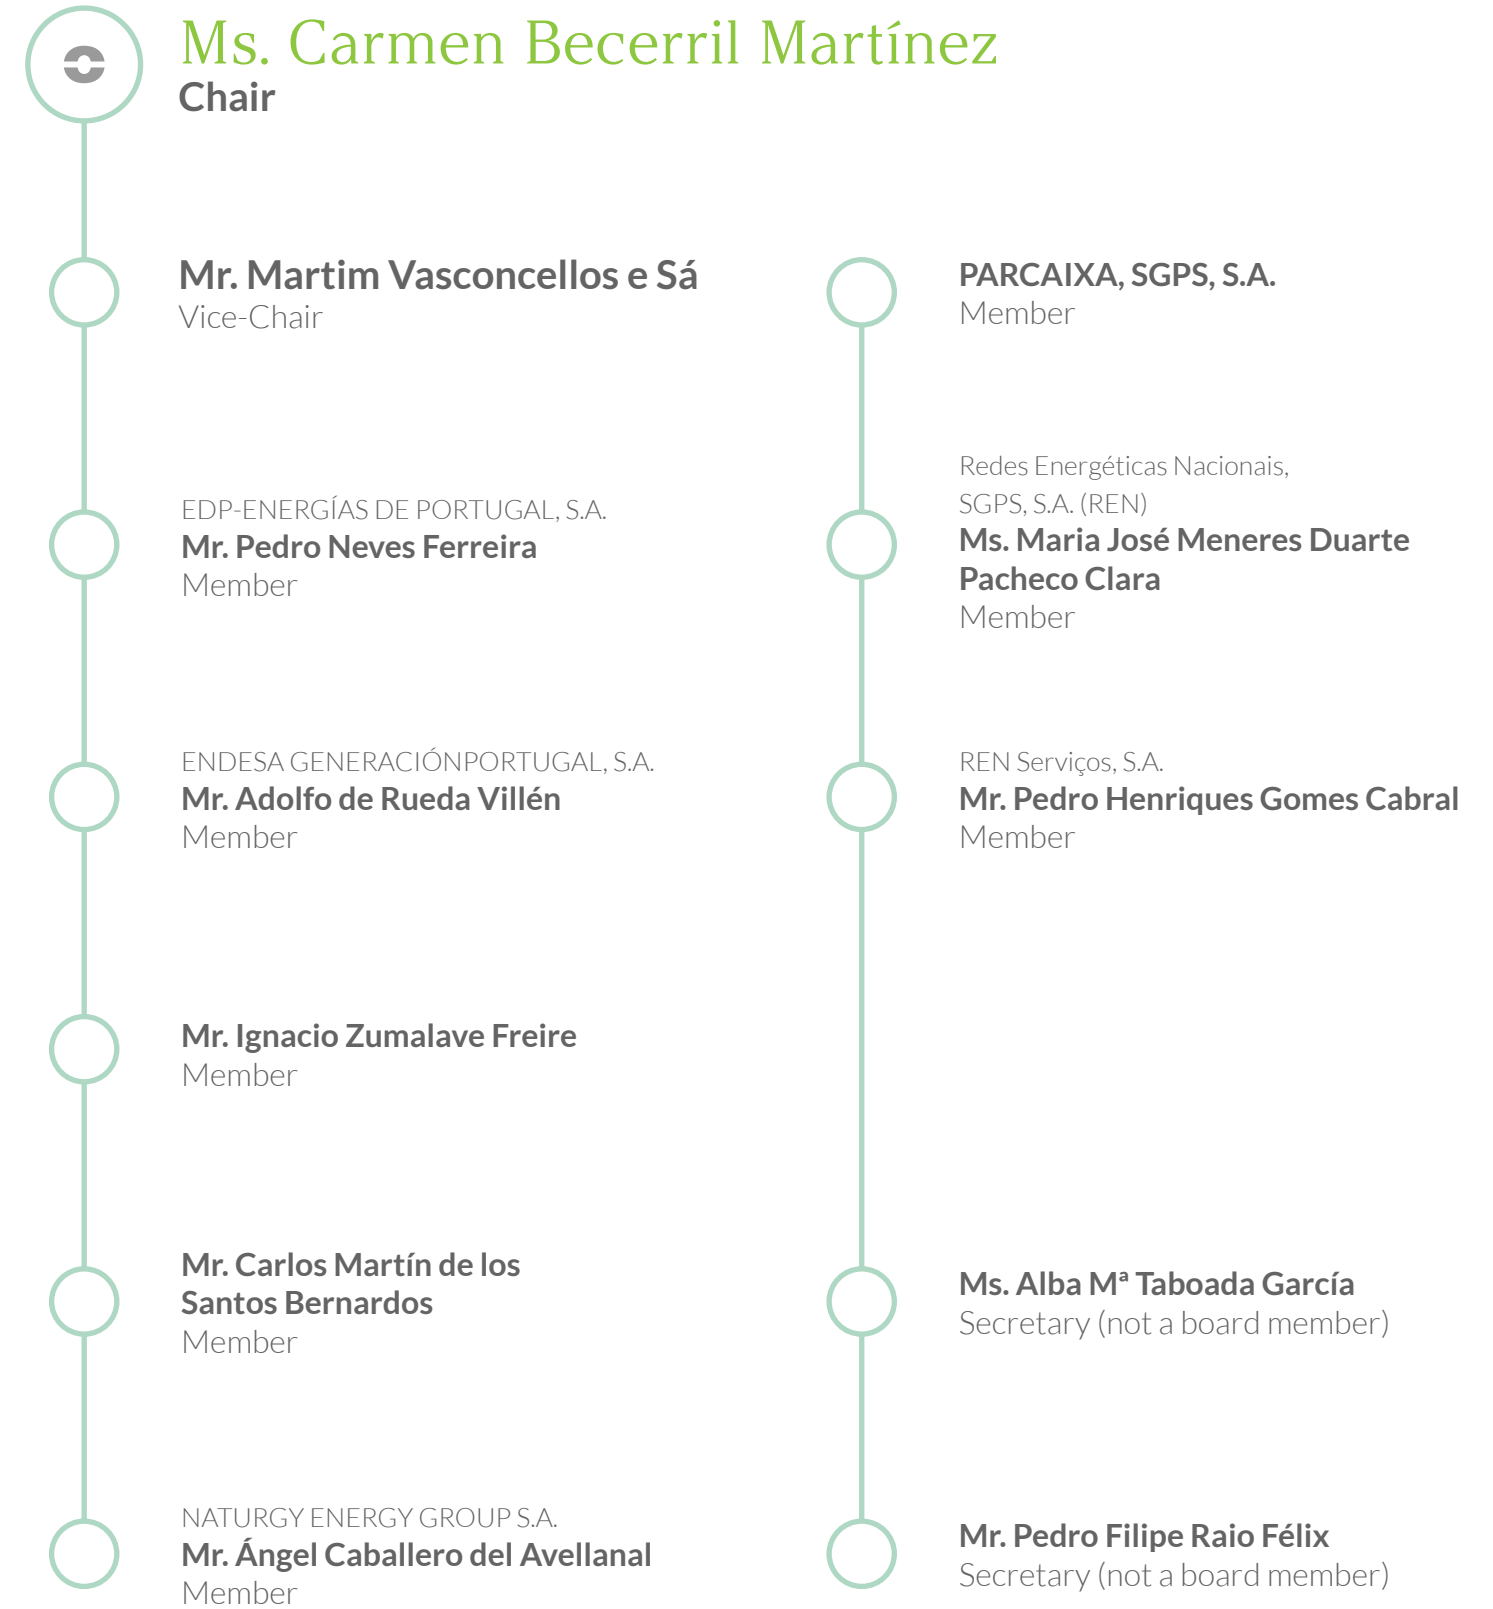 Ms. Carmen Becerril Martínez
Chair
Mr. Martim Vasconcellos e Sá
Vice-Chair
EDP-ENERGÍAS DE PORTUGAL, S.A.
Mr. Pedro Neves Ferreira
Member
ENDESA GENERACIÓNPORTUGAL, S.A.
Mr. Adolfo de Rueda Villén
Member
Mr. Ignacio Zumalave Freire
Member
Mr. Carlos Martín de los
Santos Bernardos
Member
NATURGY ENERGY GROUP S.A.
Mr. Ángel Caballero del Avellanal
Member
PARCAIXA, SGPS, S.A.
Member
Redes Energéticas Nacionais,
SGPS, S.A. (REN)
Ms. Maria José Meneres Duarte
Pacheco Clara
Member
REN Serviços, S.A.
Mr. Pedro Henriques Gomes Cabral
Member
Ms. Alba Mª Taboada García
Secretary (not a board member)
Mr. Pedro Filipe Raio Félix
Secretary (not a board member)